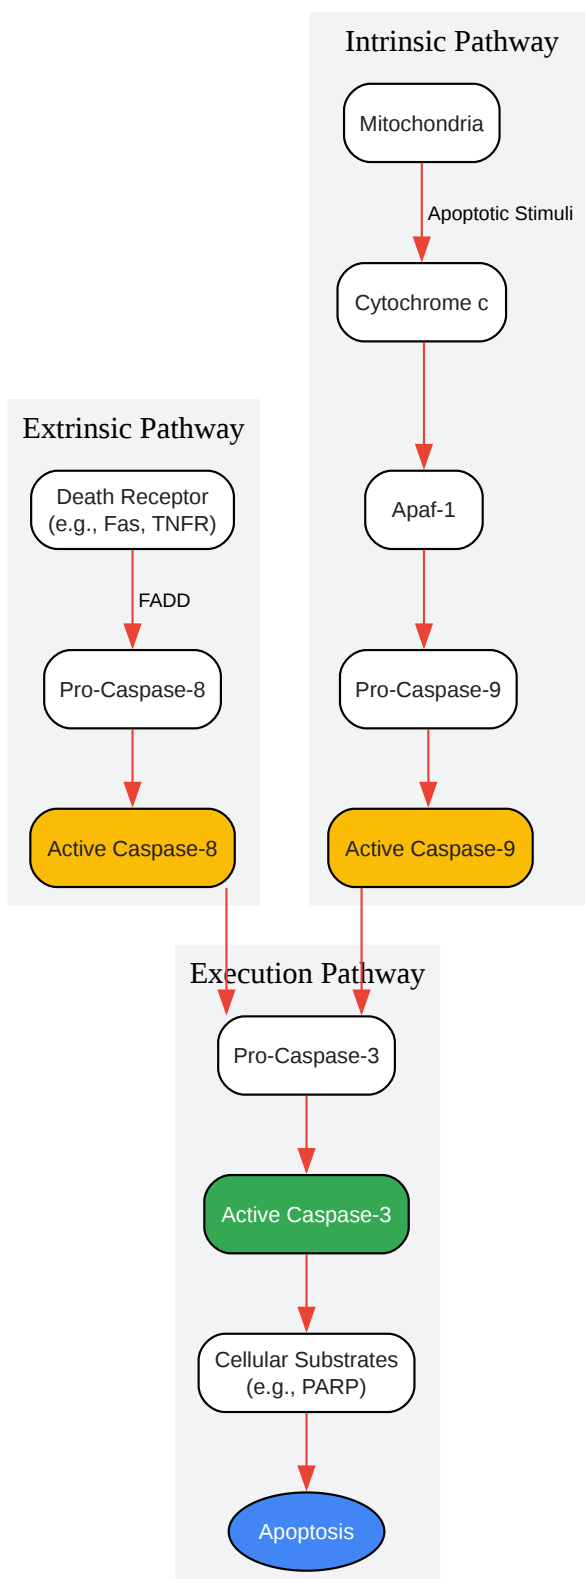 Intrinsic Pathway
Mitochondria
Apoptotic Stimuli
Cytochrome c
Apaf-1
Pro-Caspase-9
Active Caspase-9
Extrinsic Pathway
Death Receptor
(e.g., Fas, TNFR)
FADD
Pro-Caspase-8
Active Caspase-8
Execution Pathway
Pro-Caspase-3
Active Caspase-3
Cellular Substrates
(e.g., PARP)
Apoptosis